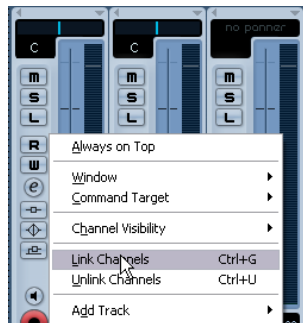 no panner
C C
M M M
S S S
L L L
R
W
e
Always on Top
Window
Command Target
Channel Visibility
Link Channels Ctrl+G
Unlink Channels Ctrl+U
Add Track